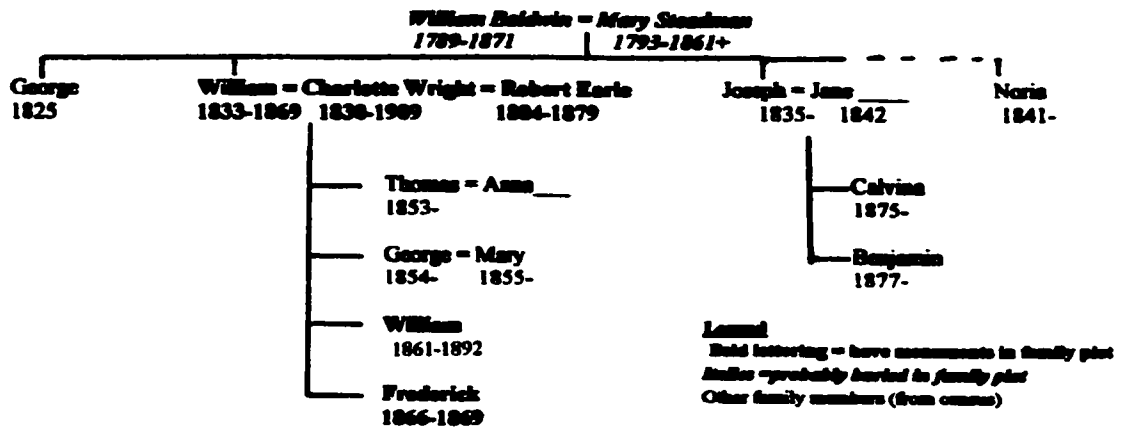 William Baldwin = Mary Steadman
1789-1871 1793-1861+
George William = Charlotte Wright = Robert Earle Joseph = Jane ____ Noria
1825 1833-1869 1830-1909 1804-1879 1835- 1842 1841-
Thomas = Anna____
1853-
Calvina
1875-
George = Mary
1854- 1855-
Benjamin
1877-
William
1861-1892
Frederick
1866-1869
Legend
Bold lettering = have monuments in family plot
Italics =probably buried in family plot
Other family members (from census)